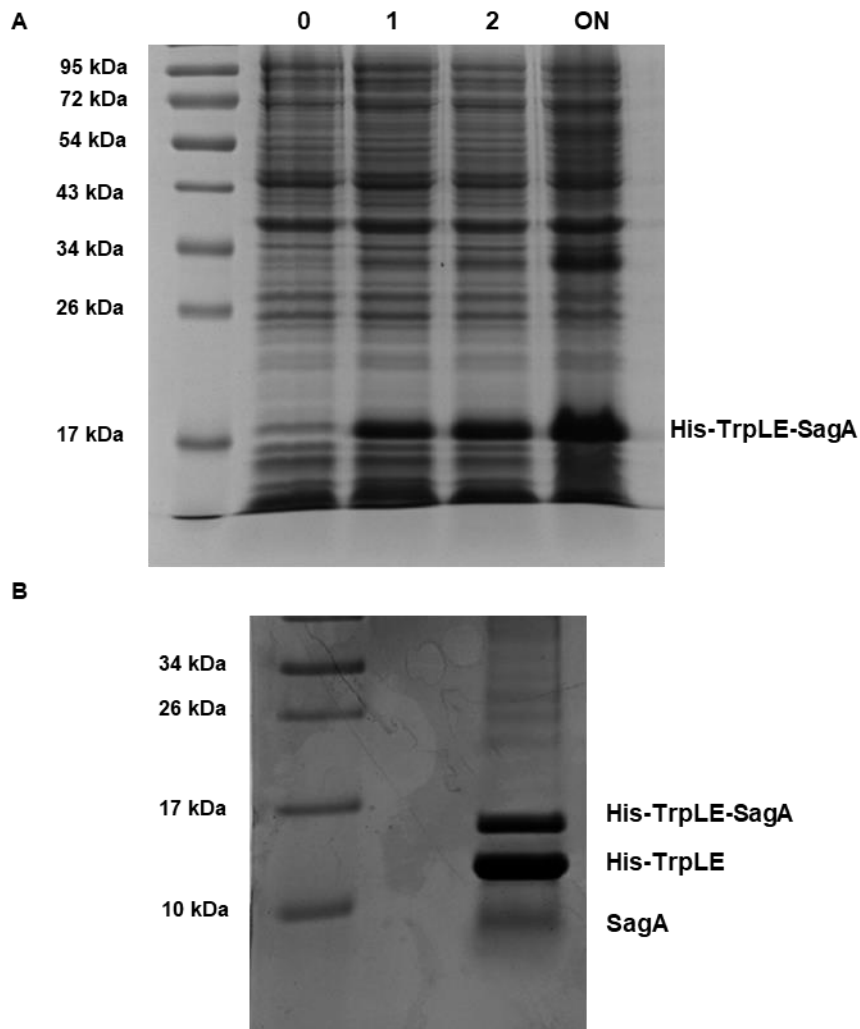 A
0 1 2 ON
95 kDa
72 kDa
54 kDa
43 kDa
34 kDa
26 kDa
17 kDa
His-TrpLE-SagA
B
34 kDa
26 kDa
17 kDa
His-TrpLE-SagA
His-TrpLE
10 kDa
SagA